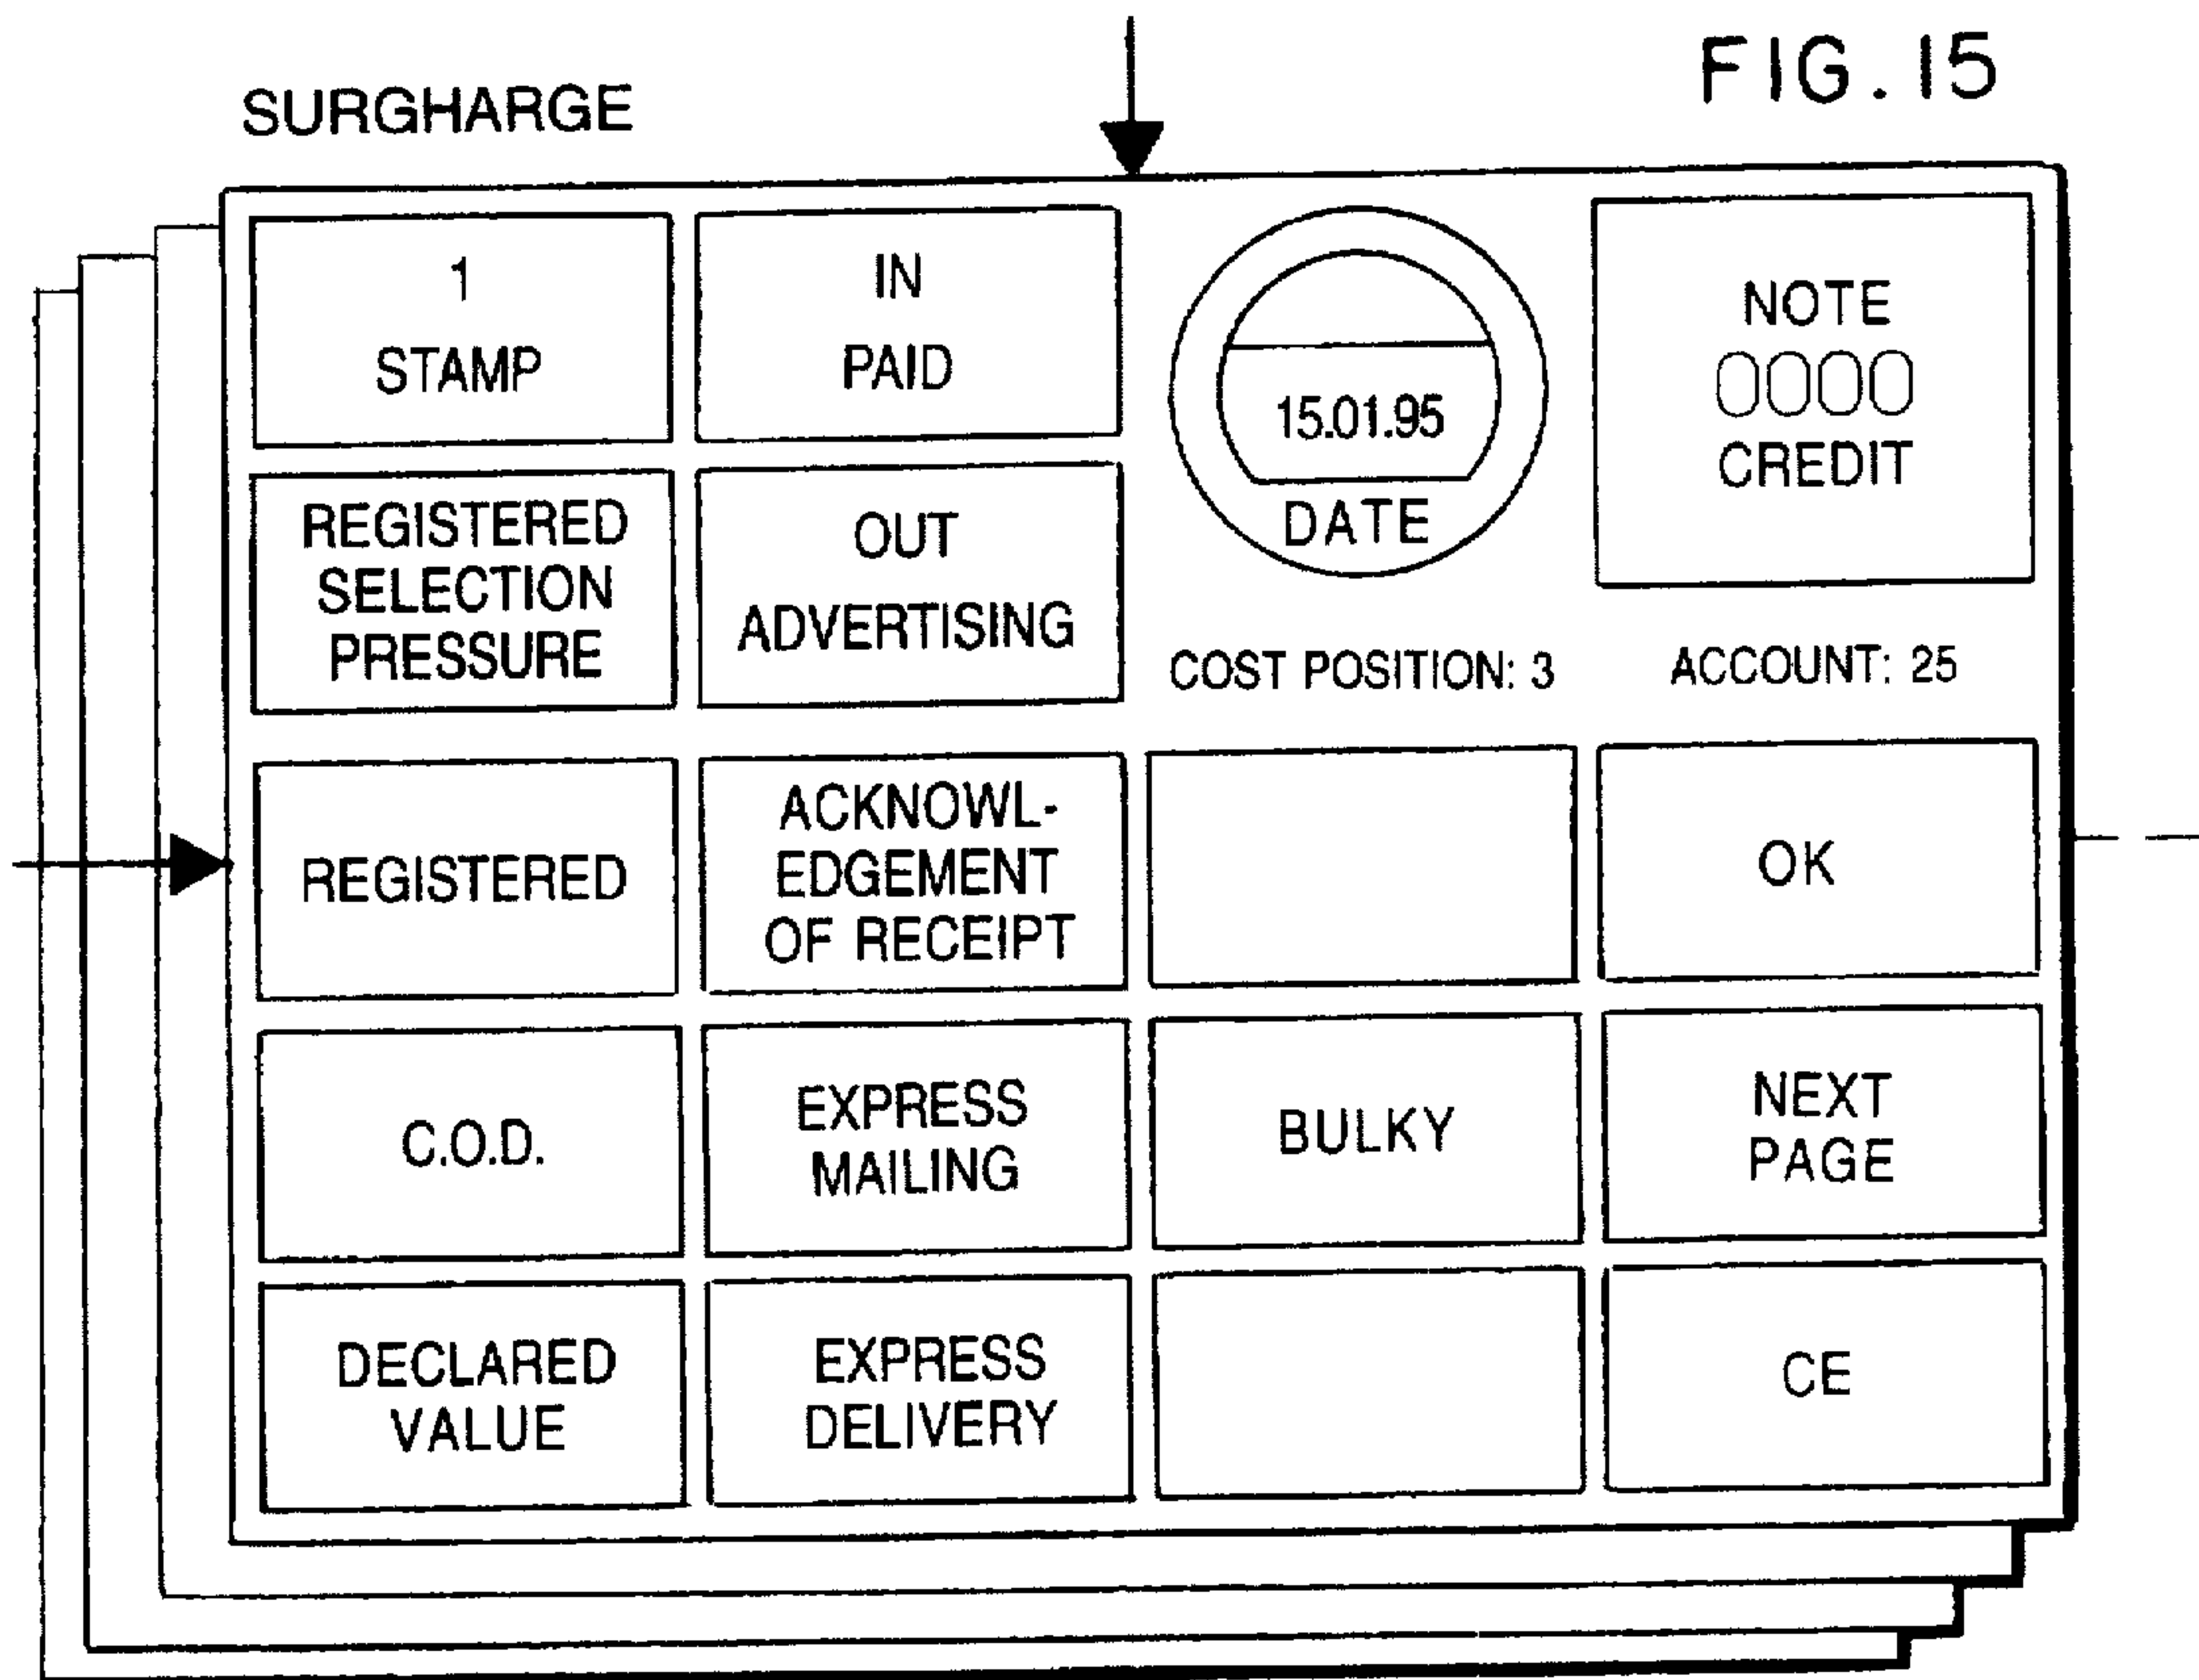 FIG. 15
SURGHARGE
1
STAMP
IN
PAID
15.01.95
DATE
NOTE
0000
CREDIT
REGISTERED
SELECTION
PRESSURE
OUT
ADVERTISING
COST POSITION: 3
ACCOUNT: 25
REGISTERED
ACKNOWL-
EDGEMENT
OF RECEIPT
OK
C.O.D.
EXPRESS
MAILING
BULKY
NEXT
PAGE
DECLARED
VALUE
EXPRESS
DELIVERY
CE